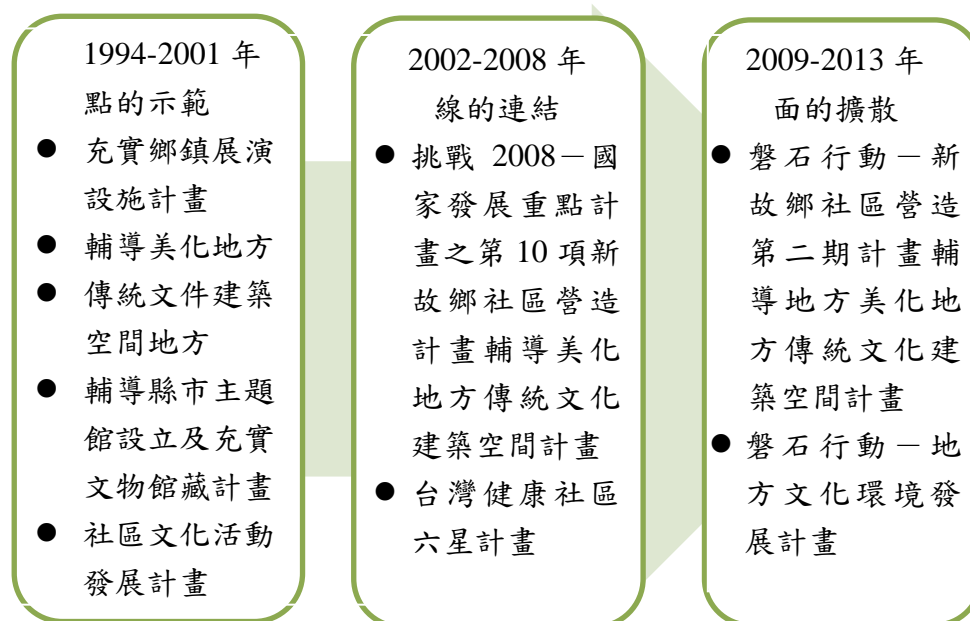 1994-2001 年
點的示範
● 充實鄉鎮展演
設施計畫
● 輔導美化地方
● 傳統文件建築
空間地方
● 輔導縣市主題
館設立及充實
文物館藏計畫
● 社區文化活動
發展計畫
2002-2008 年
線的連結
● 挑戰 2008－國
家發展重點計
畫之第 10 項新
故鄉社區營造
計畫輔導美化
地方傳統文化
建築空間計畫
● 台灣健康社區
六星計畫
2009-2013 年
面的擴散
● 磐石行動－新
故鄉社區營造
第二期計畫輔
導地方美化地
方傳統文化建
築空間計畫
● 磐石行動－地
方文化環境發
展計畫